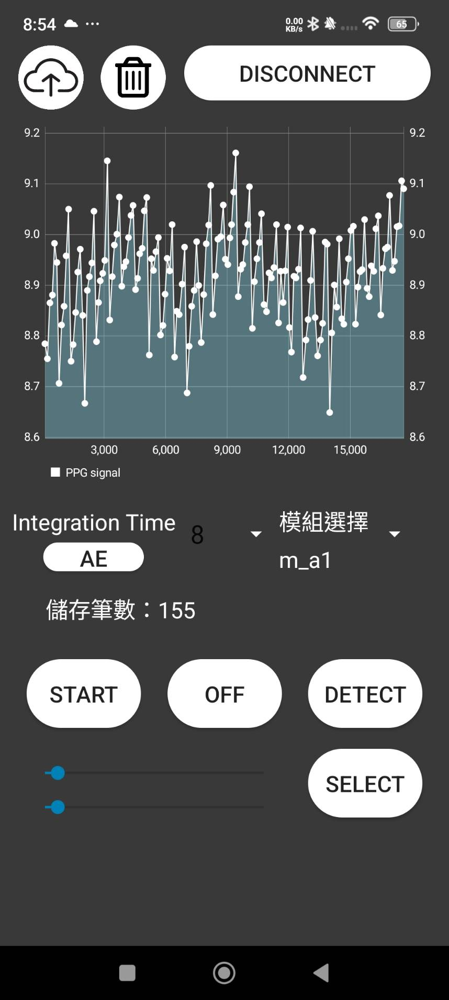 8:54
0.00
KB/s
65
DISCONNECT
9.2 9.2
9.1 9.1
9.0 9.0
8.9 8.9
8.8 8.8
8.7 8.7
8.6 8.6
3,000 6,000 9,000 12,000 15,000
PPG signal
Integration Time 8 模組選擇
AE m_a1
儲存筆數：155
START OFF DETECT
SELECT